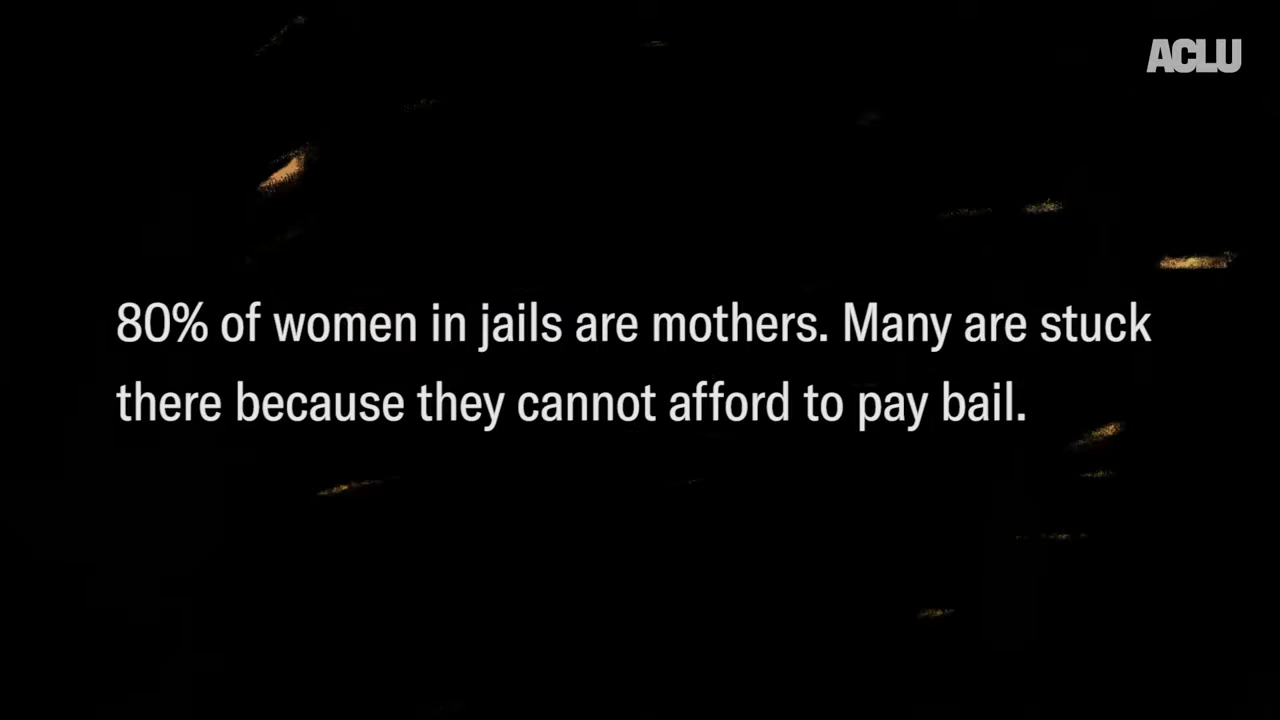 ACLU
80% of women in jails are mothers. Many are stuck
there because they cannot afford to pay bail.